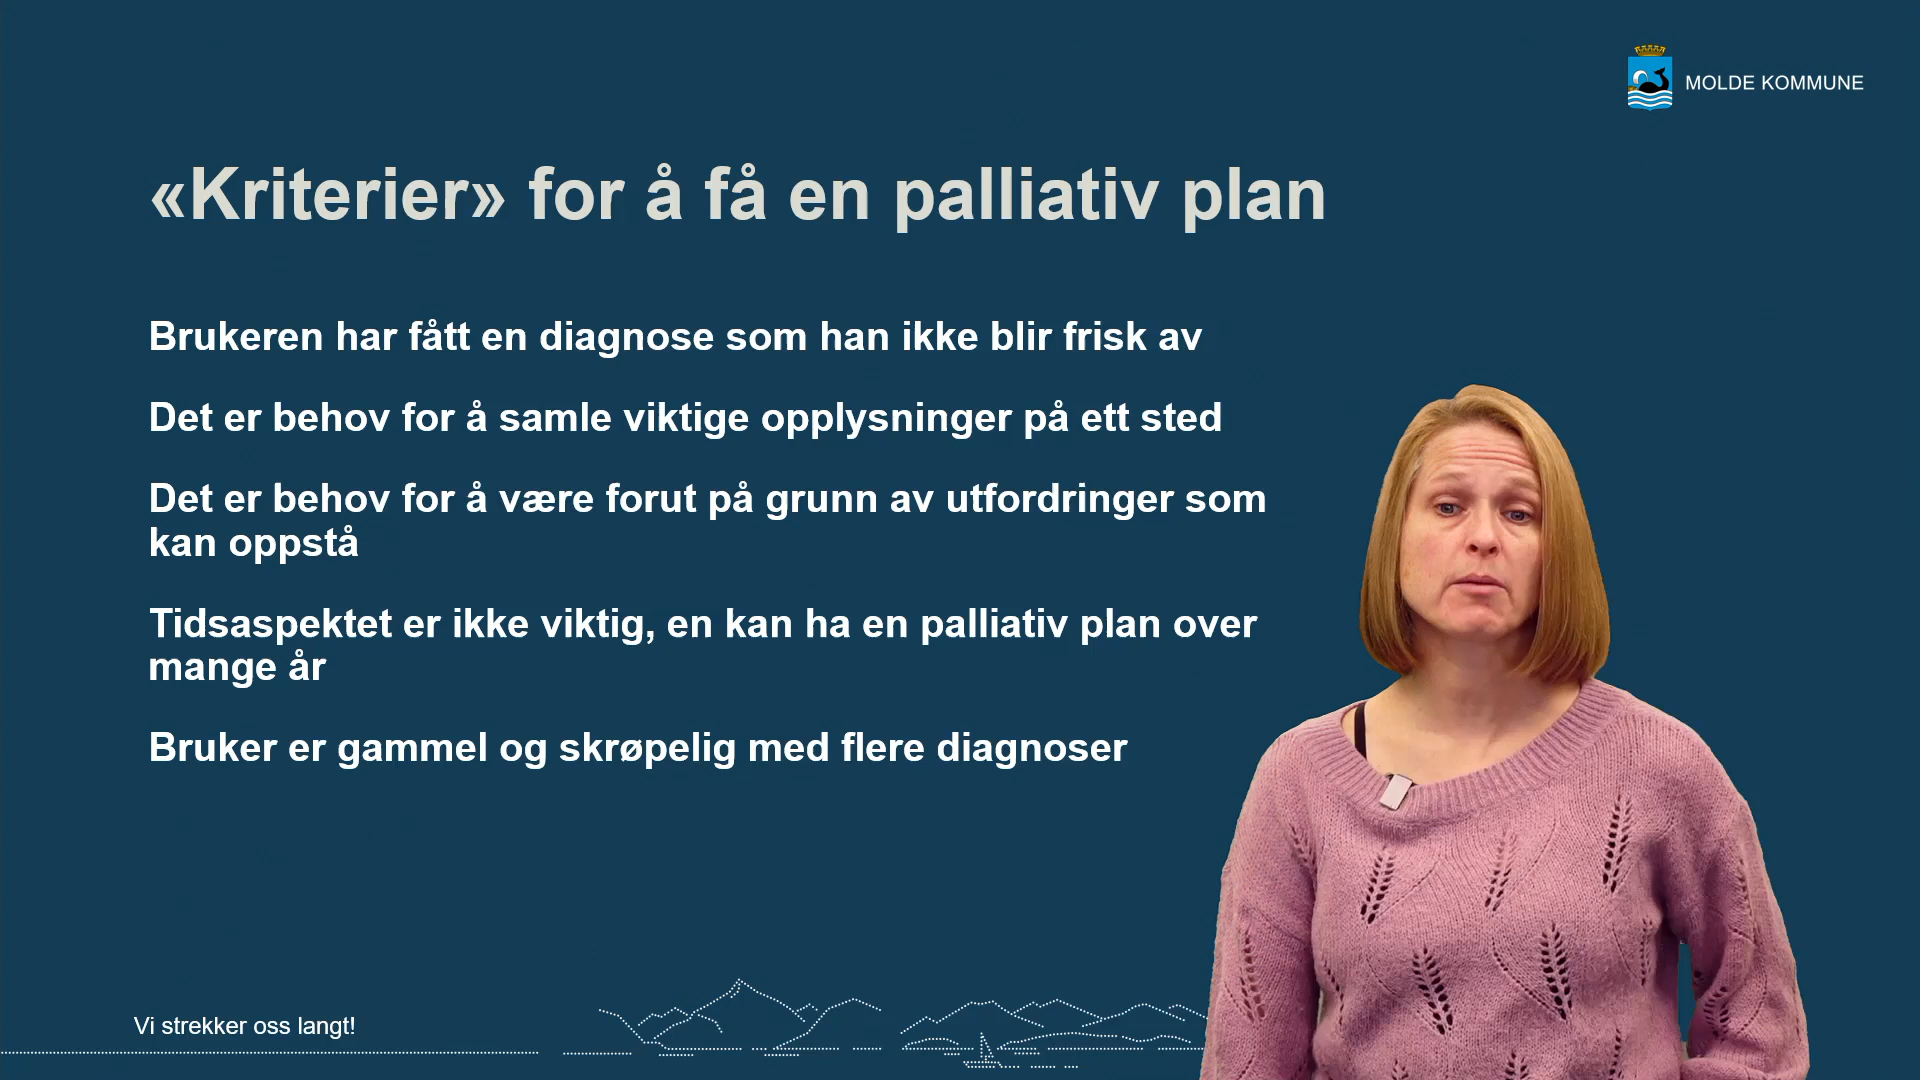 MOLDE KOMMUNE
«Kriterier» for å få en palliativ plan
Brukeren har fått en diagnose som han ikke blir frisk av
Det er behov for å samle viktige opplysninger på ett sted
Det er behov for å være forut på grunn av utfordringer som
kan oppstå
Tidsaspektet er ikke viktig, en kan ha en palliativ plan over
mange år
Bruker er gammel og skrøpelig med flere diagnoser
Vi strekker oss langt!